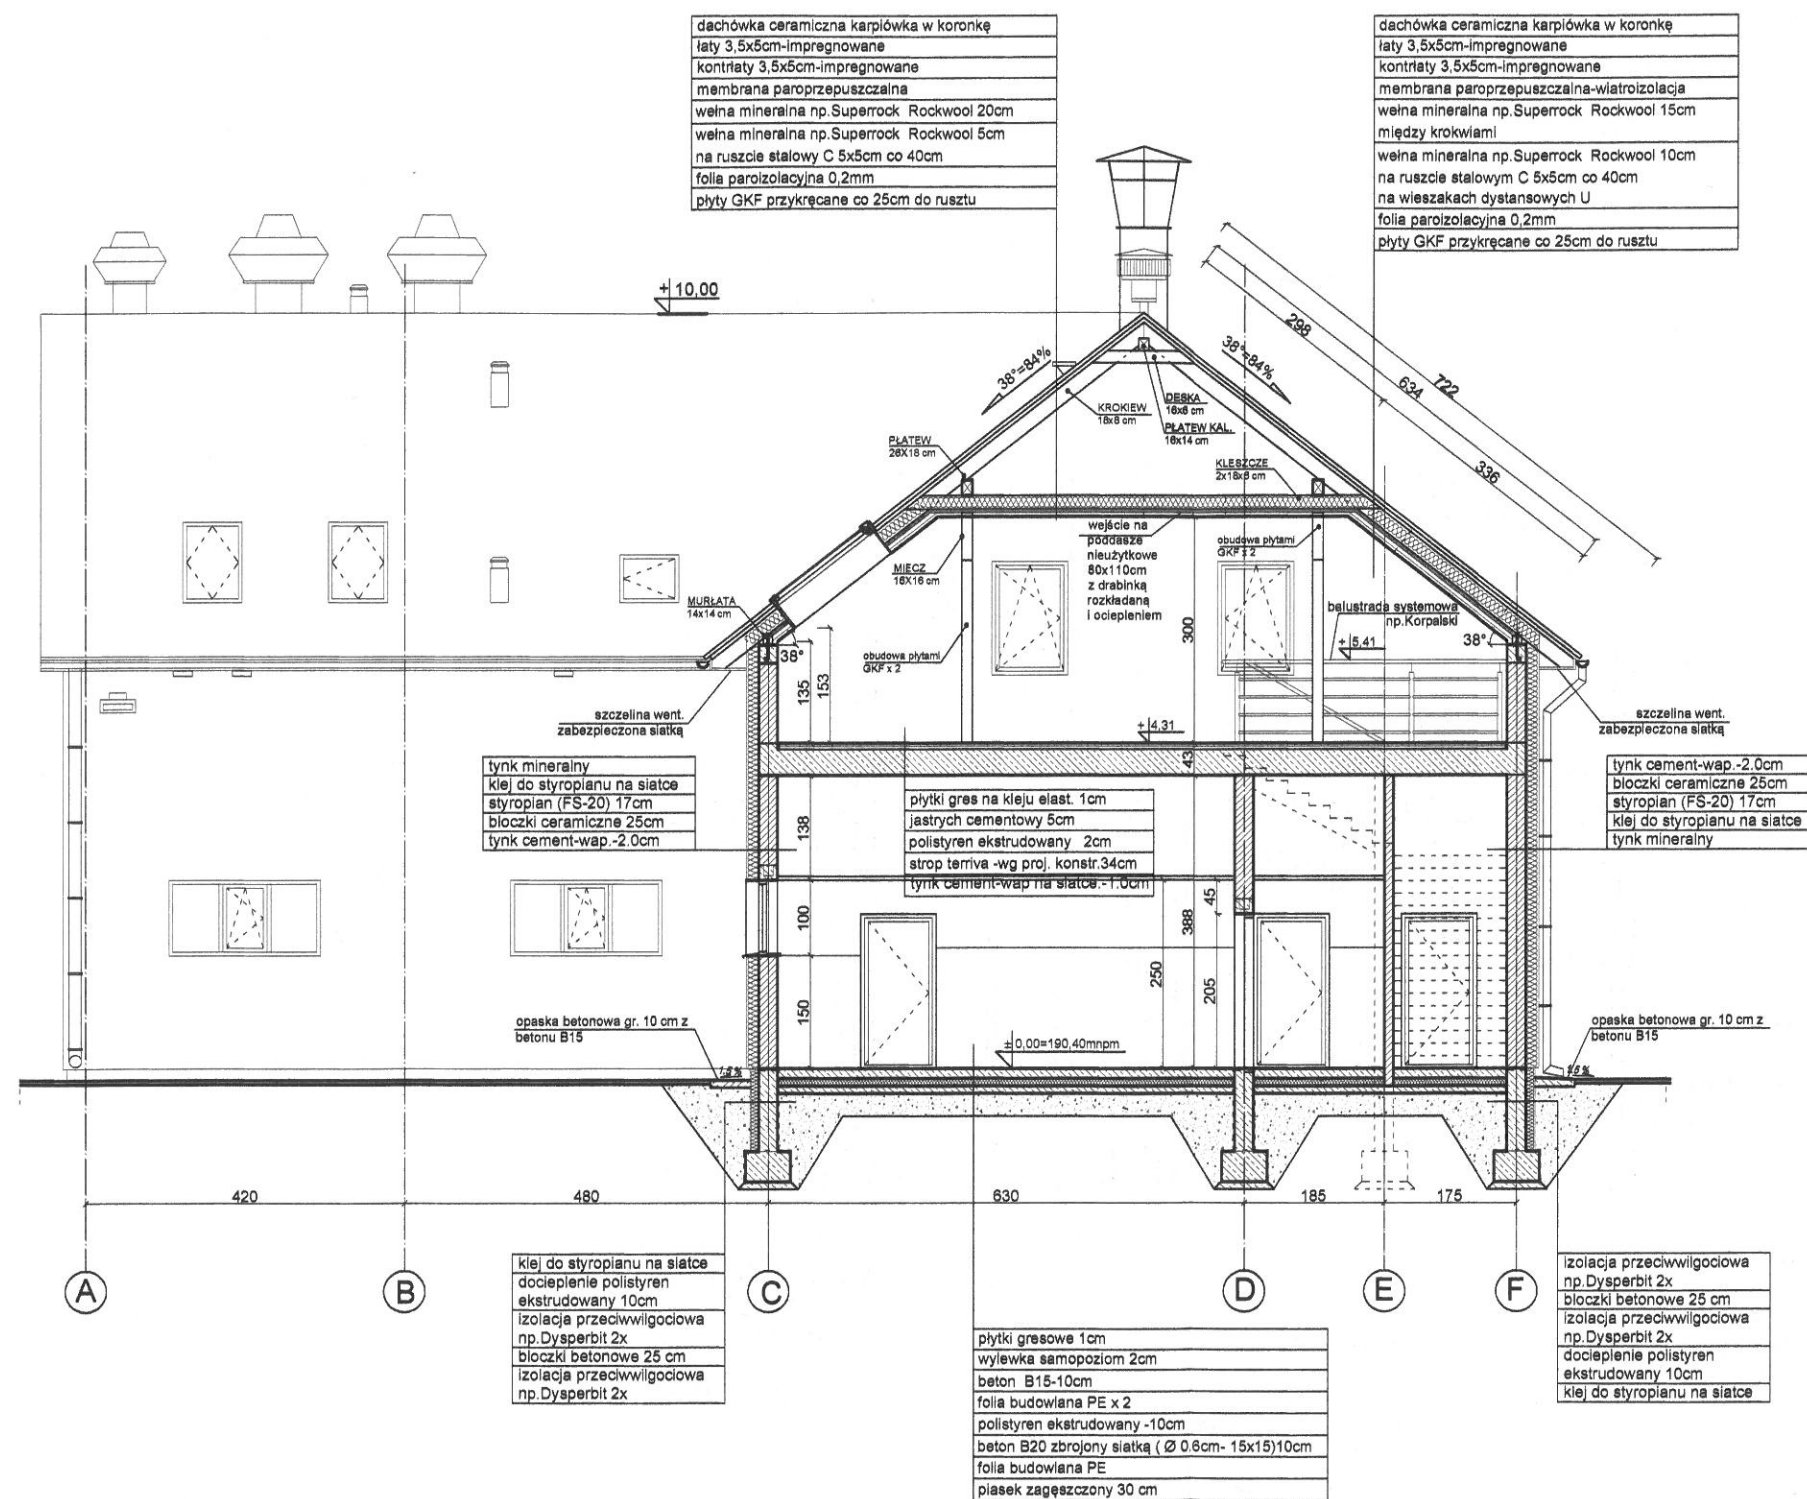 dachówka ceramiczna karpiówka w koronkę
łaty 3,5x5cm-impregnowane
kontrłaty 3,5x5cm-impregnowane
membrana paroprzepuszczalna
wełna mineralna np.Superrock Rockwool 20cm
wełna mineralna np.Superrock Rockwool 5cm
na ruszcie stalowy C 5x5cm co 40cm
folia paroizolacyjna 0,2mm
płyty GKF przykręcane co 25cm do rusztu
dachówka ceramiczna karpiówka w koronkę
łaty 3,5x5cm-impregnowane
kontrłaty 3,5x5cm-impregnowane
membrana paroprzepuszczalna-wiatroizolacja
wełna mineralna np.Superrock Rockwool 15cm
między krokwiami
wełna mineralna np.Superrock Rockwool 10cm
na ruszcie stalowym C 5x5cm co 40cm
na wieszakach dystansowych U
folia paroizolacyjna 0,2mm
płyty GKF przykręcane co 25cm do rusztu
+ 10,00
298
634
722
336
38°=84%
38°=84%
KROKIEW
18x8 cm
DESKA
16x6 cm
PŁATEW KAL.
16x14 cm
PŁATEW
26X18 cm
KLESZCZE
2x18x6 cm
MIECZ
16X16 cm
MURŁATA
14x14 cm
wejście na
poddasze
nieużytkowe
80x110cm
z drabinką
rozkładaną
i ociepleniem
obudowa płytami
GKF x 2
obudowa płytami
GKF x 2
balustrada systemowa
np.Korpalski
+ 5,41
38°
38°
300
135
153
+ 4,31
43
szczelina went.
zabezpieczona siatką
szczelina went.
zabezpieczona siatką
tynk mineralny
klej do styropianu na siatce
styropian (FS-20) 17cm
bloczki ceramiczne 25cm
tynk cement-wap.-2.0cm
tynk cement-wap.-2.0cm
bloczki ceramiczne 25cm
styropian (FS-20) 17cm
klej do styropianu na siatce
tynk mineralny
płytki gres na kleju elast. 1cm
jastrych cementowy 5cm
polistyren ekstrudowany 2cm
strop terriva -wg proj. konstr.34cm
tynk cement-wap na siatce.-1.0cm
138
100
150
388
250
45
205
± 0,00=190,40mnpm
opaska betonowa gr. 10 cm z
betonu B15
opaska betonowa gr. 10 cm z
betonu B15
1,5 %
420
480
630
185
175
A
B
C
D
E
F
klej do styropianu na siatce
docieplenie polistyren
ekstrudowany 10cm
izolacja przeciwwilgociowa
np.Dysperbit 2x
bloczki betonowe 25 cm
izolacja przeciwwilgociowa
np.Dysperbit 2x
izolacja przeciwwilgociowa
np.Dysperbit 2x
bloczki betonowe 25 cm
izolacja przeciwwilgociowa
np.Dysperbit 2x
docieplenie polistyren
ekstrudowany 10cm
klej do styropianu na siatce
płytki gresowe 1cm
wylewka samopoziom 2cm
beton B15-10cm
folia budowlana PE x 2
polistyren ekstrudowany -10cm
beton B20 zbrojony siatką ( Ø 0.6cm- 15x15)10cm
folia budowlana PE
piasek zagęszczony 30 cm